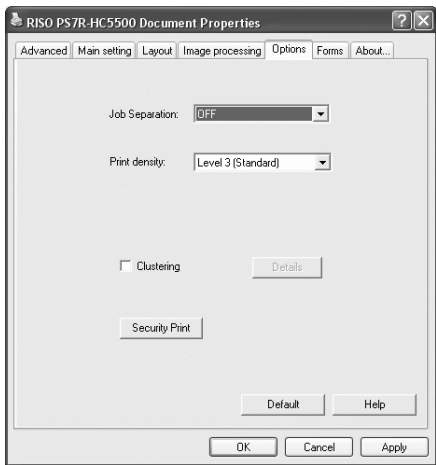 RISO PS7R-HC5500 Document Properties
Advanced Main setting Layout Image processing Options Forms About...
Job Separation: OFF
Print density: Level 3 (Standard)
Clustering Details
Security Print
Default Help
OK Cancel Apply